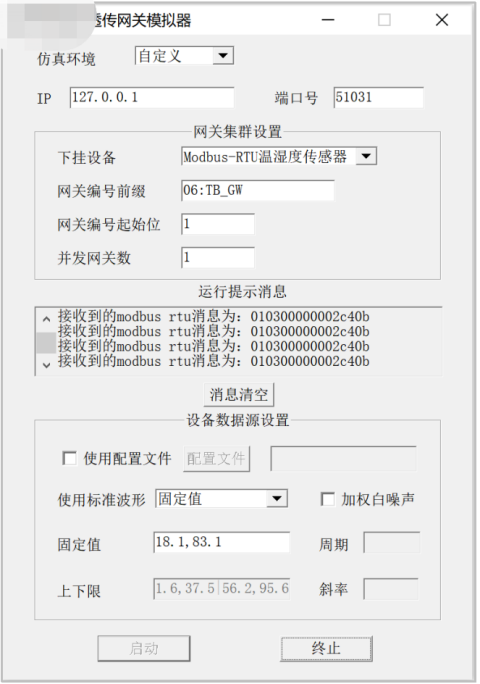 透传网关模拟器
仿真环境 自定义
IP 127.0.0.1 端口号 51031
网关集群设置
下挂设备 Modbus-RTU温湿度传感器
网关编号前缀 06:TB_GW
网关编号起始位 1
并发网关数 1
运行提示消息
接收到的modbus rtu消息为: 010300000002c40b
接收到的modbus rtu消息为: 010300000002c40b
接收到的modbus rtu消息为: 010300000002c40b
接收到的modbus rtu消息为: 010300000002c40b
消息清空
设备数据源设置
使用配置文件 配置文件
使用标准波形 固定值 加权白噪声
固定值 18.1,83.1 周期
上下限 1.6,37.5|56.2,95.6 斜率
启动 终止